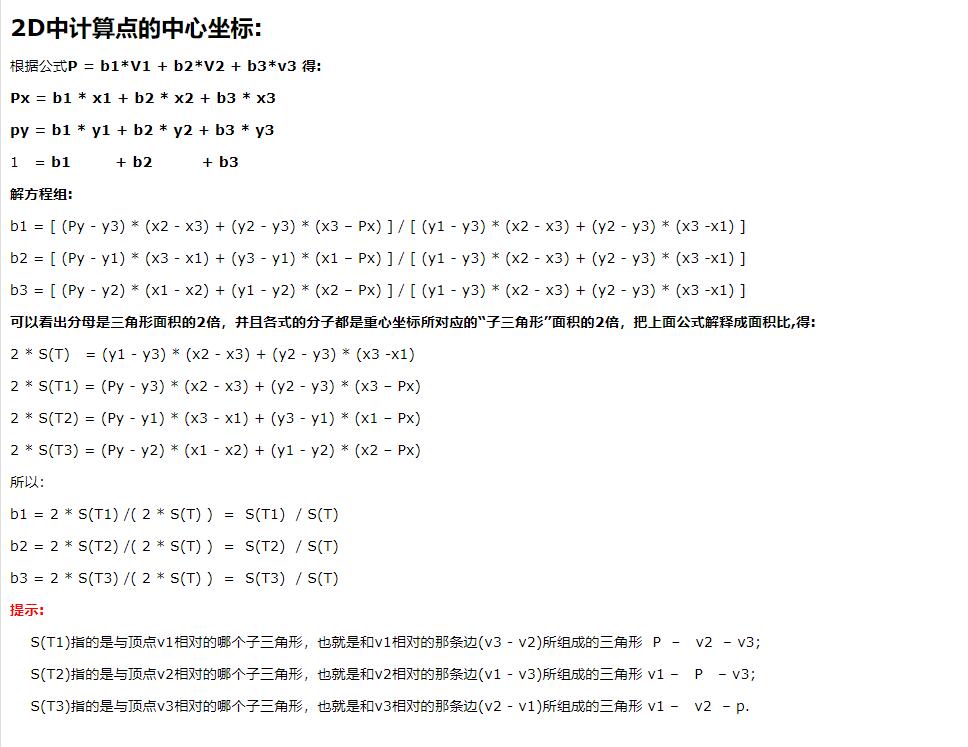 2D中计算点的中心坐标:
根据公式P = b1*V1 + b2*V2 + b3*v3 得:
Px = b1 * x1 + b2 * x2 + b3 * x3
py = b1 * y1 + b2 * y2 + b3 * y3
1 = b1 + b2 + b3
解方程组:
b1 = [ (Py - y3) * (x2 - x3) + (y2 - y3) * (x3 – Px) ] / [ (y1 - y3) * (x2 - x3) + (y2 - y3) * (x3 -x1) ]
b2 = [ (Py - y1) * (x3 - x1) + (y3 - y1) * (x1 – Px) ] / [ (y1 - y3) * (x2 - x3) + (y2 - y3) * (x3 -x1) ]
b3 = [ (Py - y2) * (x1 - x2) + (y1 - y2) * (x2 – Px) ] / [ (y1 - y3) * (x2 - x3) + (y2 - y3) * (x3 -x1) ]
可以看出分母是三角形面积的2倍，并且各式的分子都是重心坐标所对应的“子三角形”面积的2倍，把上面公式解释成面积比,得:
2 * S(T) = (y1 - y3) * (x2 - x3) + (y2 - y3) * (x3 -x1)
2 * S(T1) = (Py - y3) * (x2 - x3) + (y2 - y3) * (x3 – Px)
2 * S(T2) = (Py - y1) * (x3 - x1) + (y3 - y1) * (x1 – Px)
2 * S(T3) = (Py - y2) * (x1 - x2) + (y1 - y2) * (x2 – Px)
所以:
b1 = 2 * S(T1) /( 2 * S(T) ) = S(T1) / S(T)
b2 = 2 * S(T2) /( 2 * S(T) ) = S(T2) / S(T)
b3 = 2 * S(T3) /( 2 * S(T) ) = S(T3) / S(T)
提示:
S(T1)指的是与顶点v1相对的哪个子三角形，也就是和v1相对的那条边(v3 - v2)所组成的三角形 P – v2 – v3;
S(T2)指的是与顶点v2相对的哪个子三角形，也就是和v2相对的那条边(v1 - v3)所组成的三角形 v1 – P – v3;
S(T3)指的是与顶点v3相对的哪个子三角形，也就是和v3相对的那条边(v2 - v1)所组成的三角形 v1 – v2 – p.